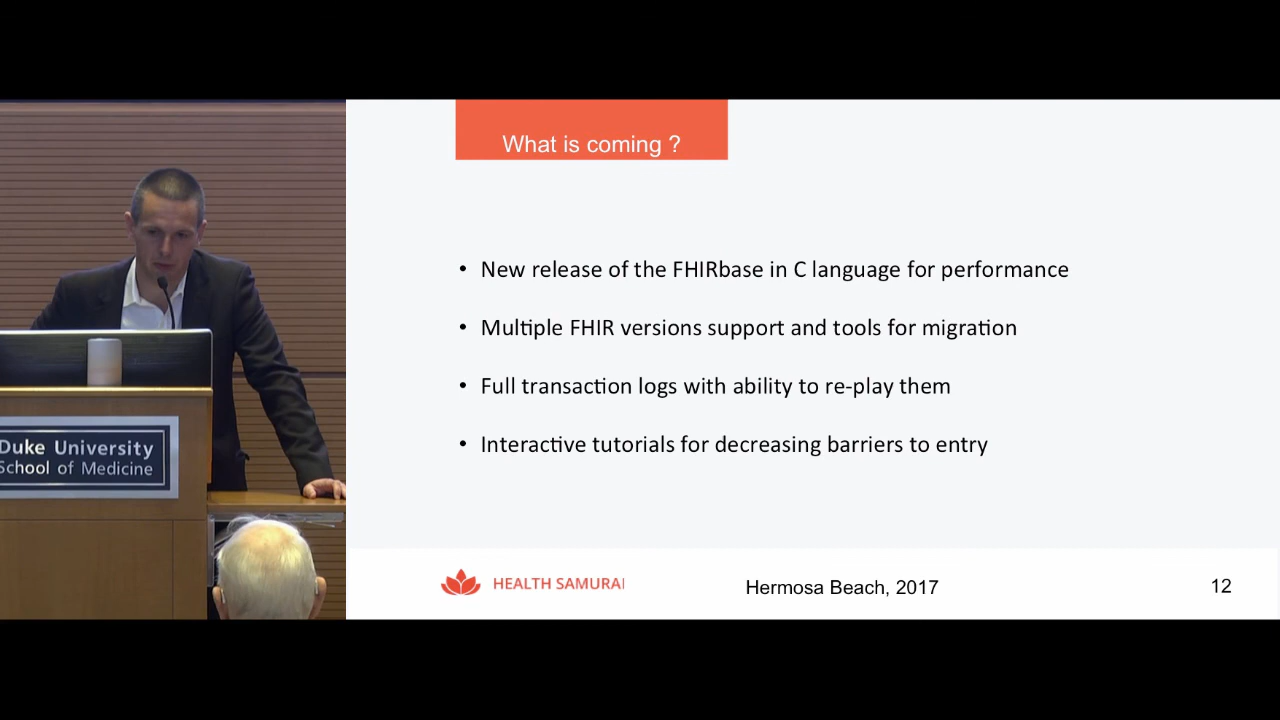 What is coming ?
• New release of the FHIRbase in C language for performance
• Multiple FHIR versions support and tools for migration
• Full transaction logs with ability to re-play them
• Interactive tutorials for decreasing barriers to entry
Duke University
School of Medicine
HEALTH SAMURAI
Hermosa Beach, 2017
12